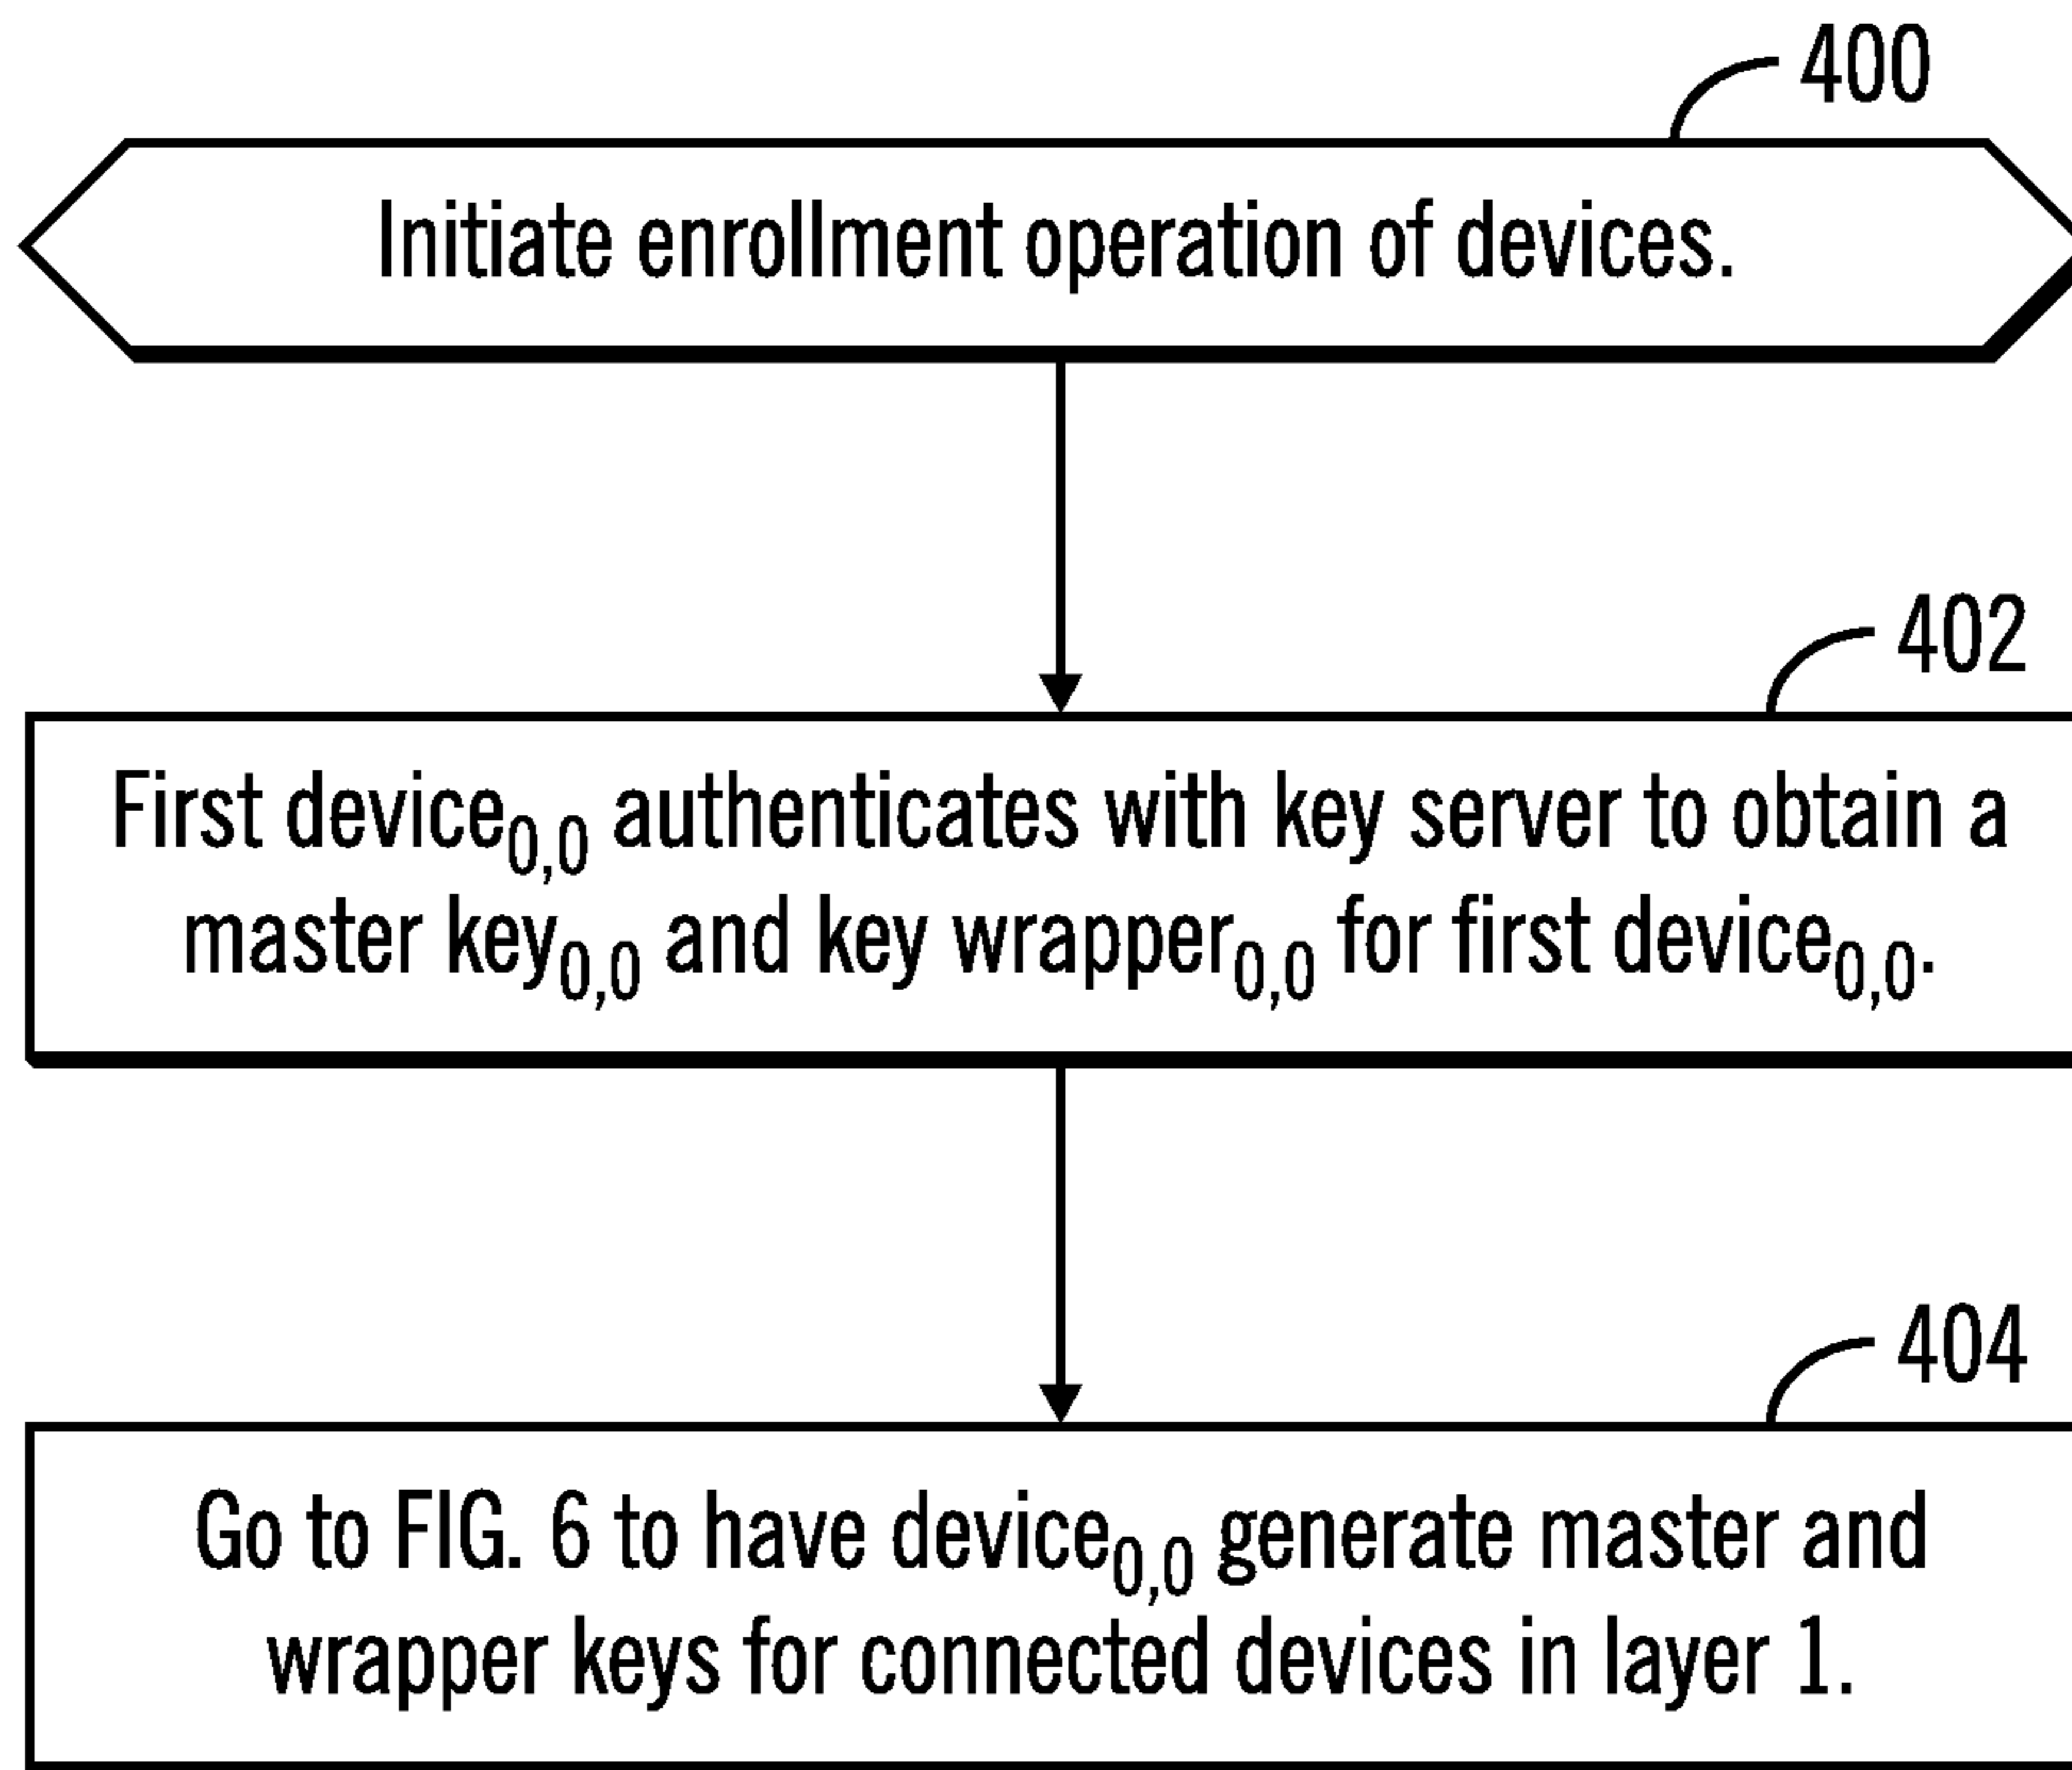 400
Initiate enrollment operation of devices.
402
First device0,0 authenticates with key server to obtain a
master key0,0 and key wrapper0,0 for first device0,0.
404
Go to FIG. 6 to have device0,0 generate master and
wrapper keys for connected devices in layer 1.